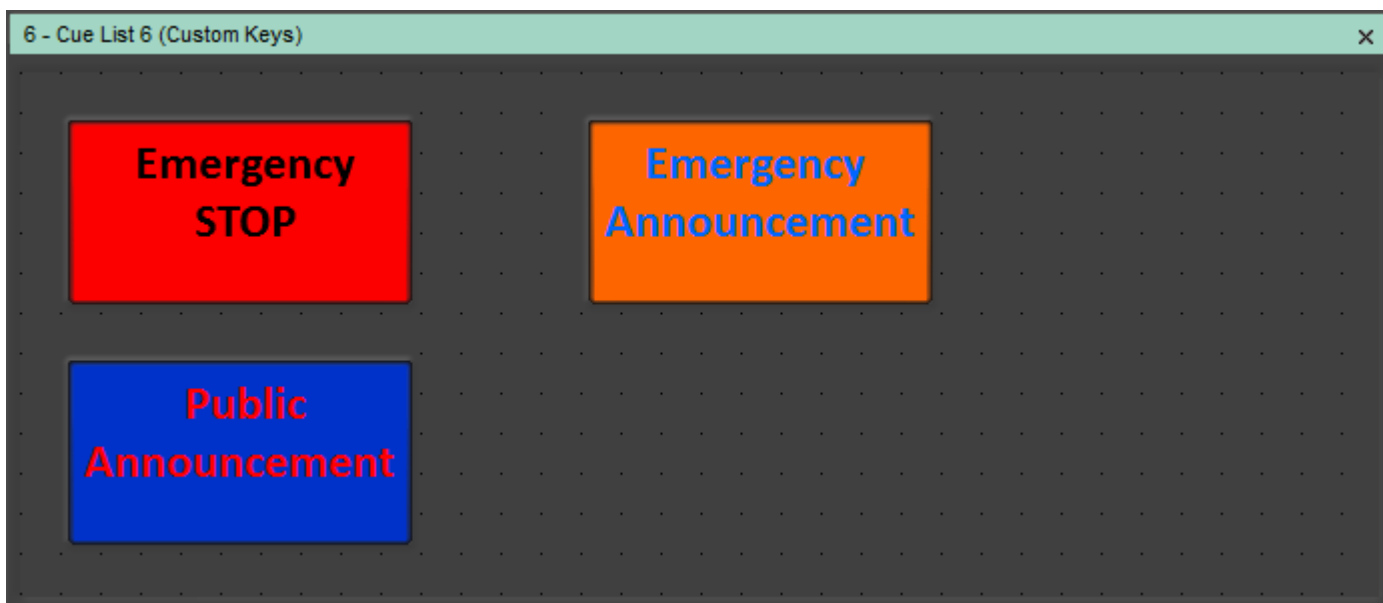 6 - Cue List 6 (Custom Keys)
Emergency
STOP
Emergency
Announcement
Public
Announcement